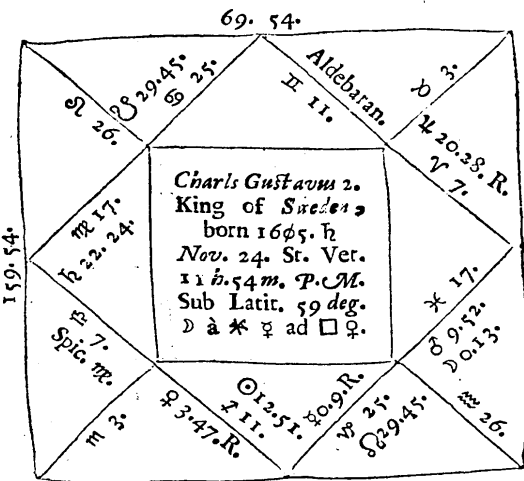 69. 54.
♉ 3.
Aldebaran.
♊ 11.
☋ 29.45.
♋ 25.
♌ 26.
♃ 20.28. R.
♈ 7.
♍ 17.
♄ 22. 24.
159. 54.
Charls Gustavus 2.
King of Sweden,
born 1605. ♄
Nov. 24. St. Vet.
11 h. 54 m. P. M.
Sub Latit. 59 deg.
☽ à ⚹ ☿ ad □ ♀.
♓ 17.
♂ 9.52.
☽ 0.13.
♎ 7.
Spic. ♍.
♒ 26.
♏ 3.
♀ 3.47. R.
☉ 12.51.
♐ 11.
☿ 0.9. R.
♑ 25.
☊ 29.45.